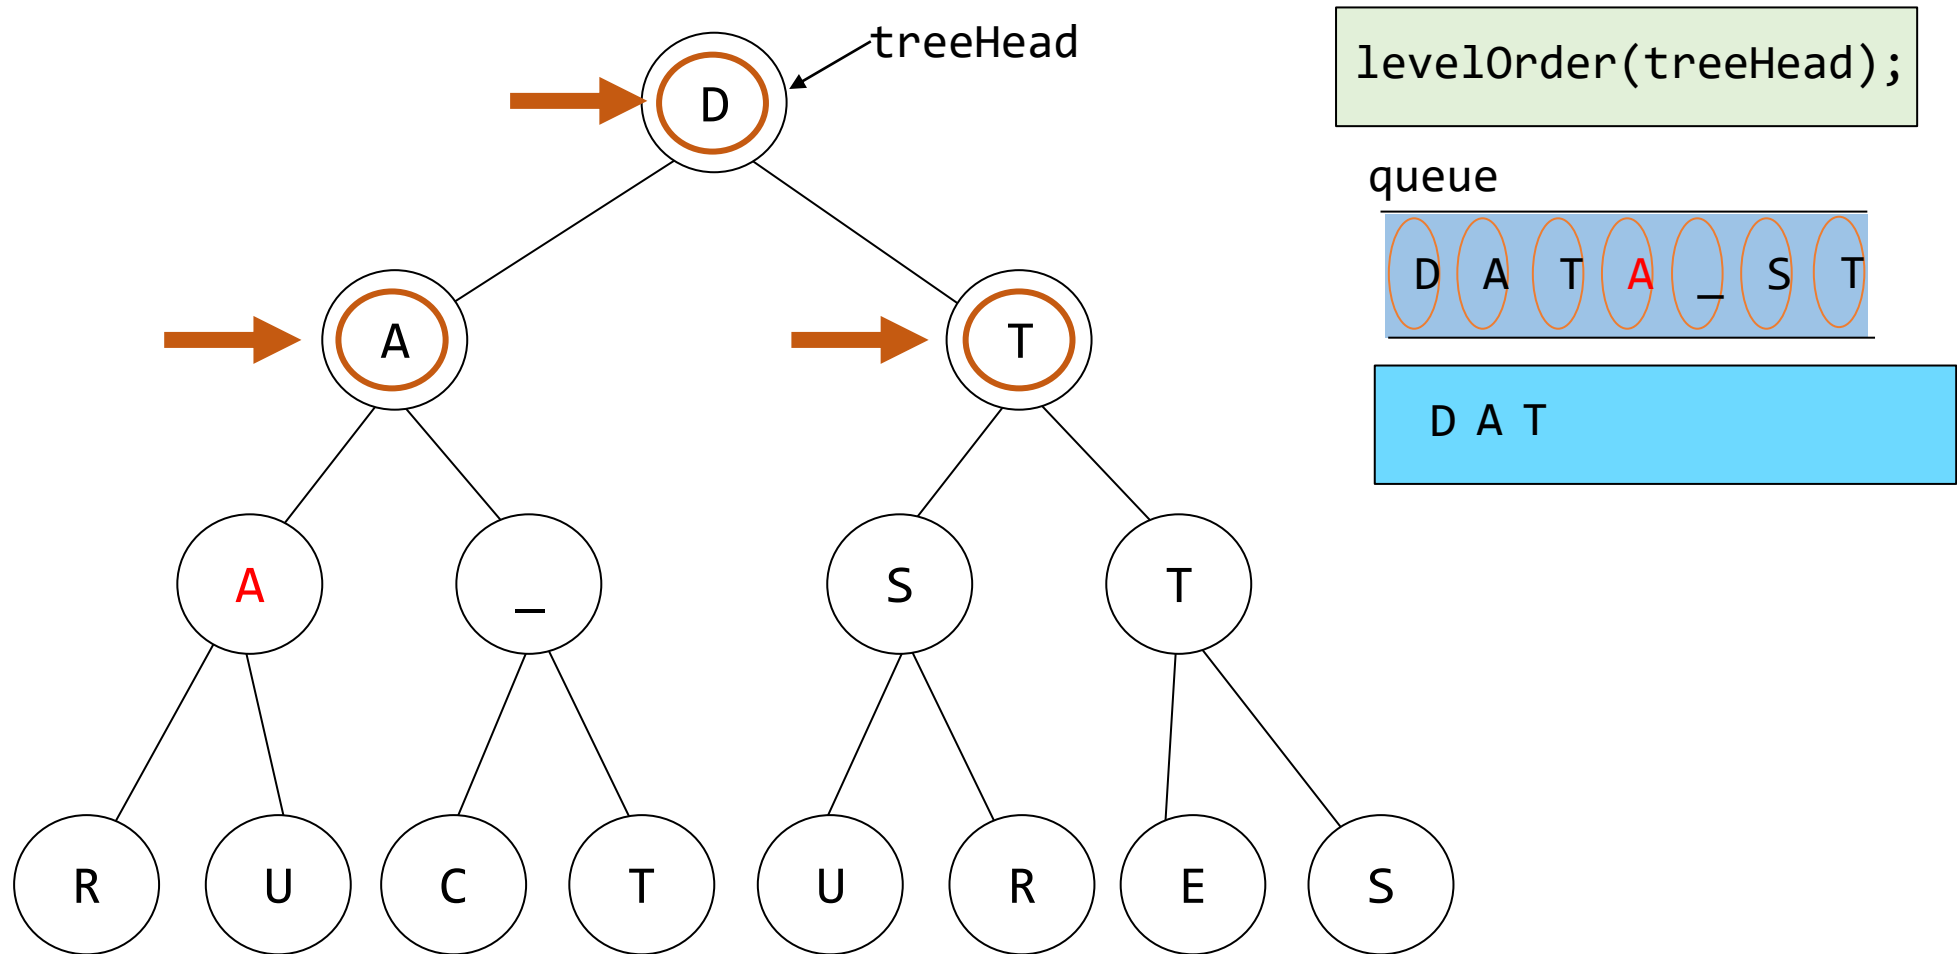 treeHead
D
A T
A _ S T
R U C T U R E S
levelOrder(treeHead);
queue
D A T A _ S T
D A T